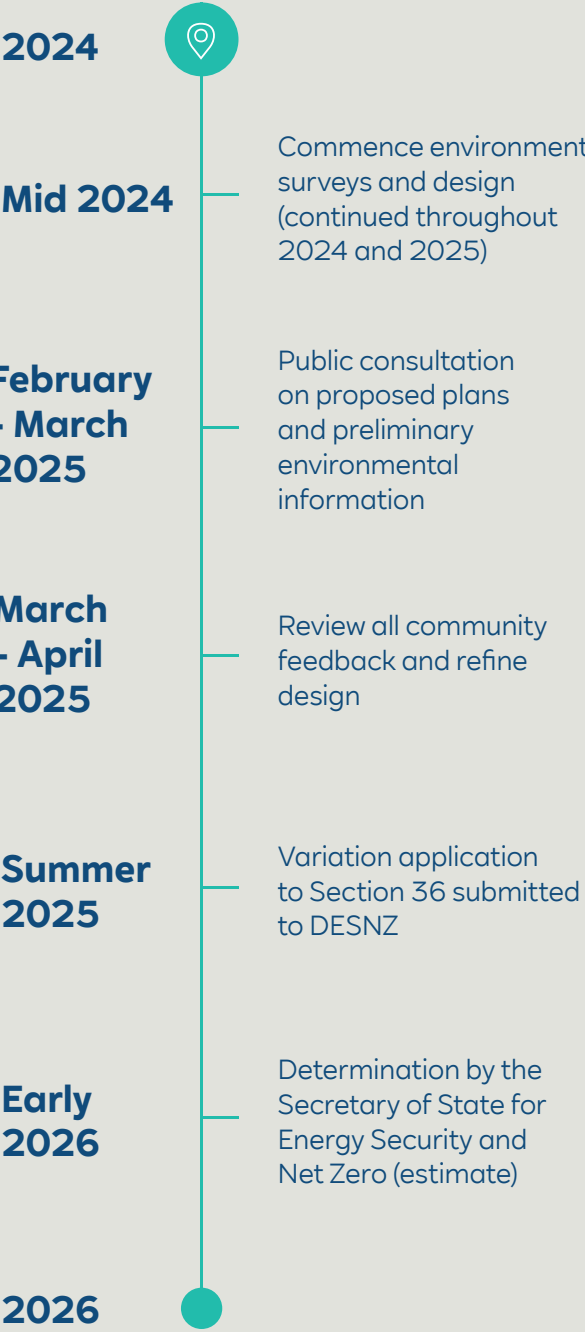 2024
Mid 2024
Commence environment
surveys and design
(continued throughout
2024 and 2025)
February
- March
2025
Public consultation
on proposed plans
and preliminary
environmental
information
March
- April
2025
Review all community
feedback and refine
design
Summer
2025
Variation application
to Section 36 submitted
to DESNZ
Early
2026
Determination by the
Secretary of State for
Energy Security and
Net Zero (estimate)
2026